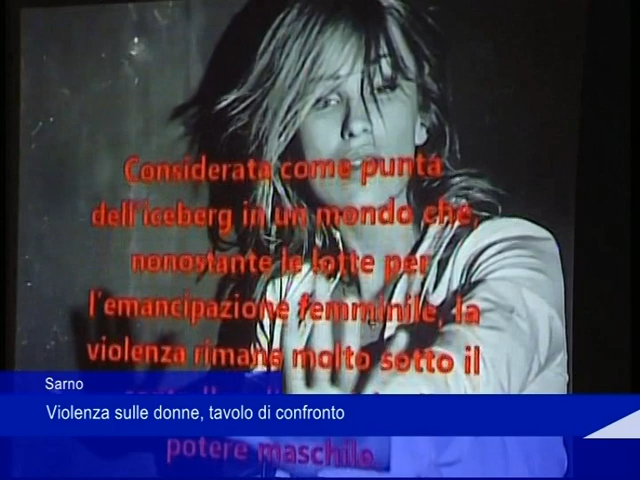 Considerata come punta
dell'iceberg in un mondo che,
nonostante le lotte per
l'emancipazione femminile, la
violenza rimane molto sotto il
potere maschile
Sarno
Violenza sulle donne, tavolo di confronto